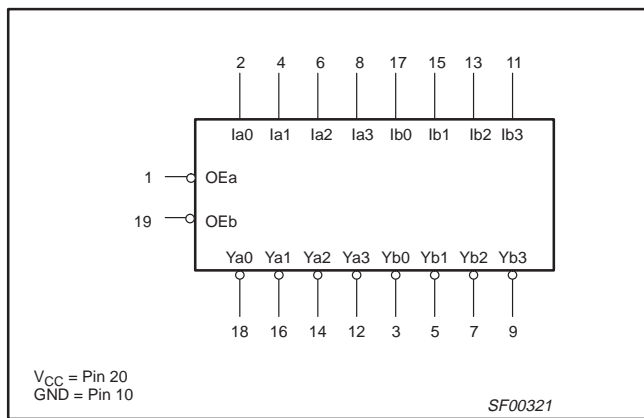 2 4 6 8 17 15 13 11
Ia0 Ia1 Ia2 Ia3 Ib0 Ib1 Ib2 Ib3
1 OEa
19 OEb
Ya0 Ya1 Ya2 Ya3 Yb0 Yb1 Yb2 Yb3
18 16 14 12 3 5 7 9
VCC = Pin 20
GND = Pin 10
SF00321